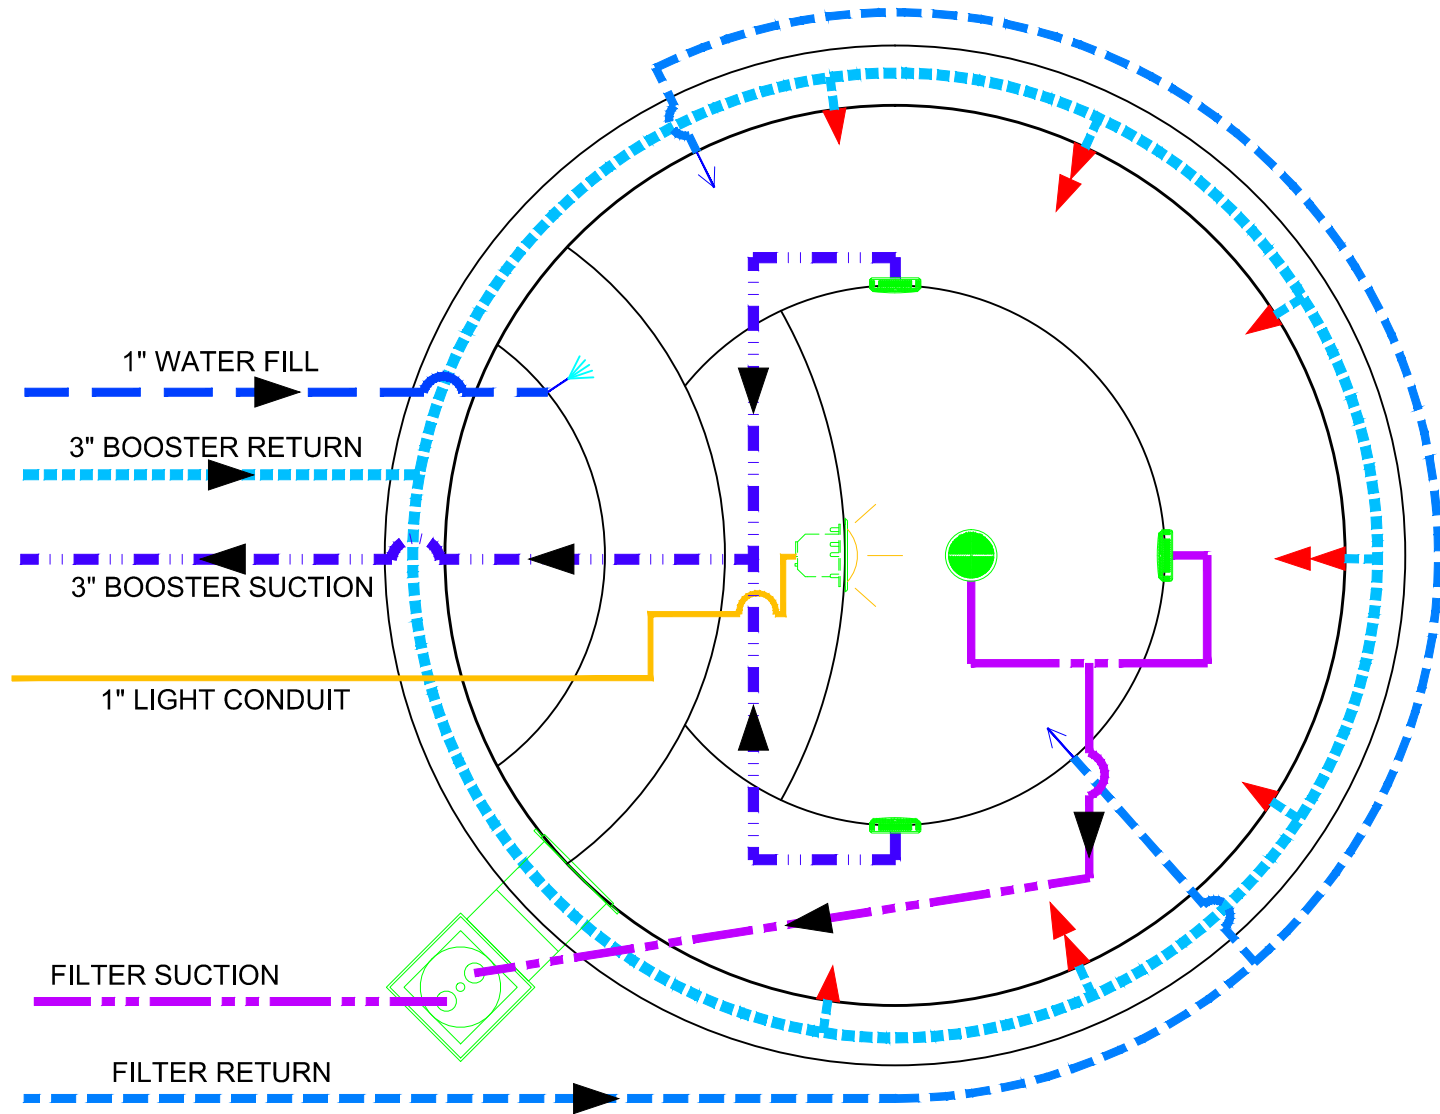 1" WATER FILL
3" BOOSTER RETURN
3" BOOSTER SUCTION
1" LIGHT CONDUIT
FILTER SUCTION
FILTER RETURN